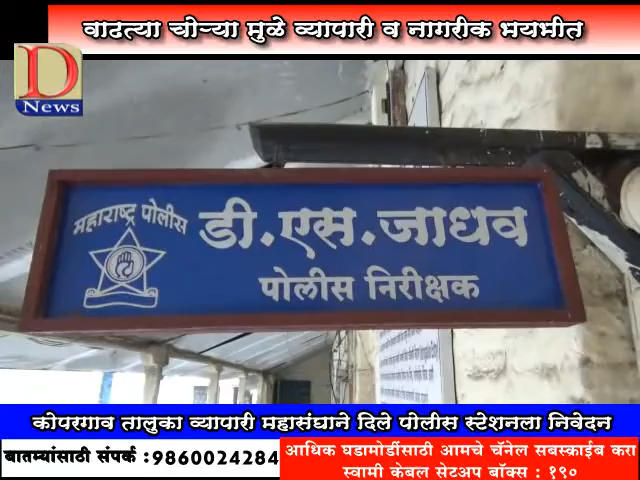 वाढत्या चोऱ्या मुळे व्यापारी व नागरीक भयभीत
D
News
महाराष्ट्र पोलीस
डी.एस.जाधव
पोलीस निरीक्षक
कोपरगाव तालुका व्यापारी महासंघाने दिले पोलीस स्टेशनला निवेदन
बातम्यांसाठी संपर्क :9860024284
आधिक घडामोडींसाठी आमचे चॅनेल सबस्क्राईब करा
स्वामी केबल सेटअप बॉक्स : १९०